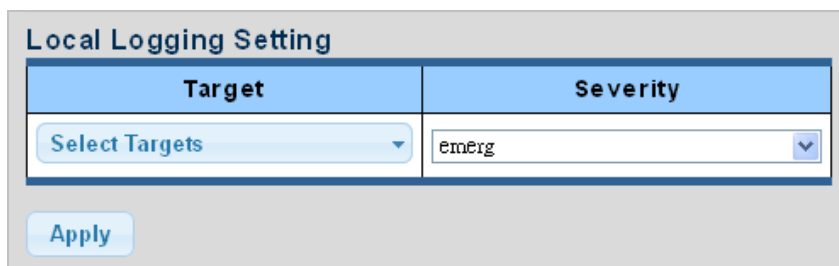 Local Logging Setting
Target Severity
Select Targets emerg
Apply